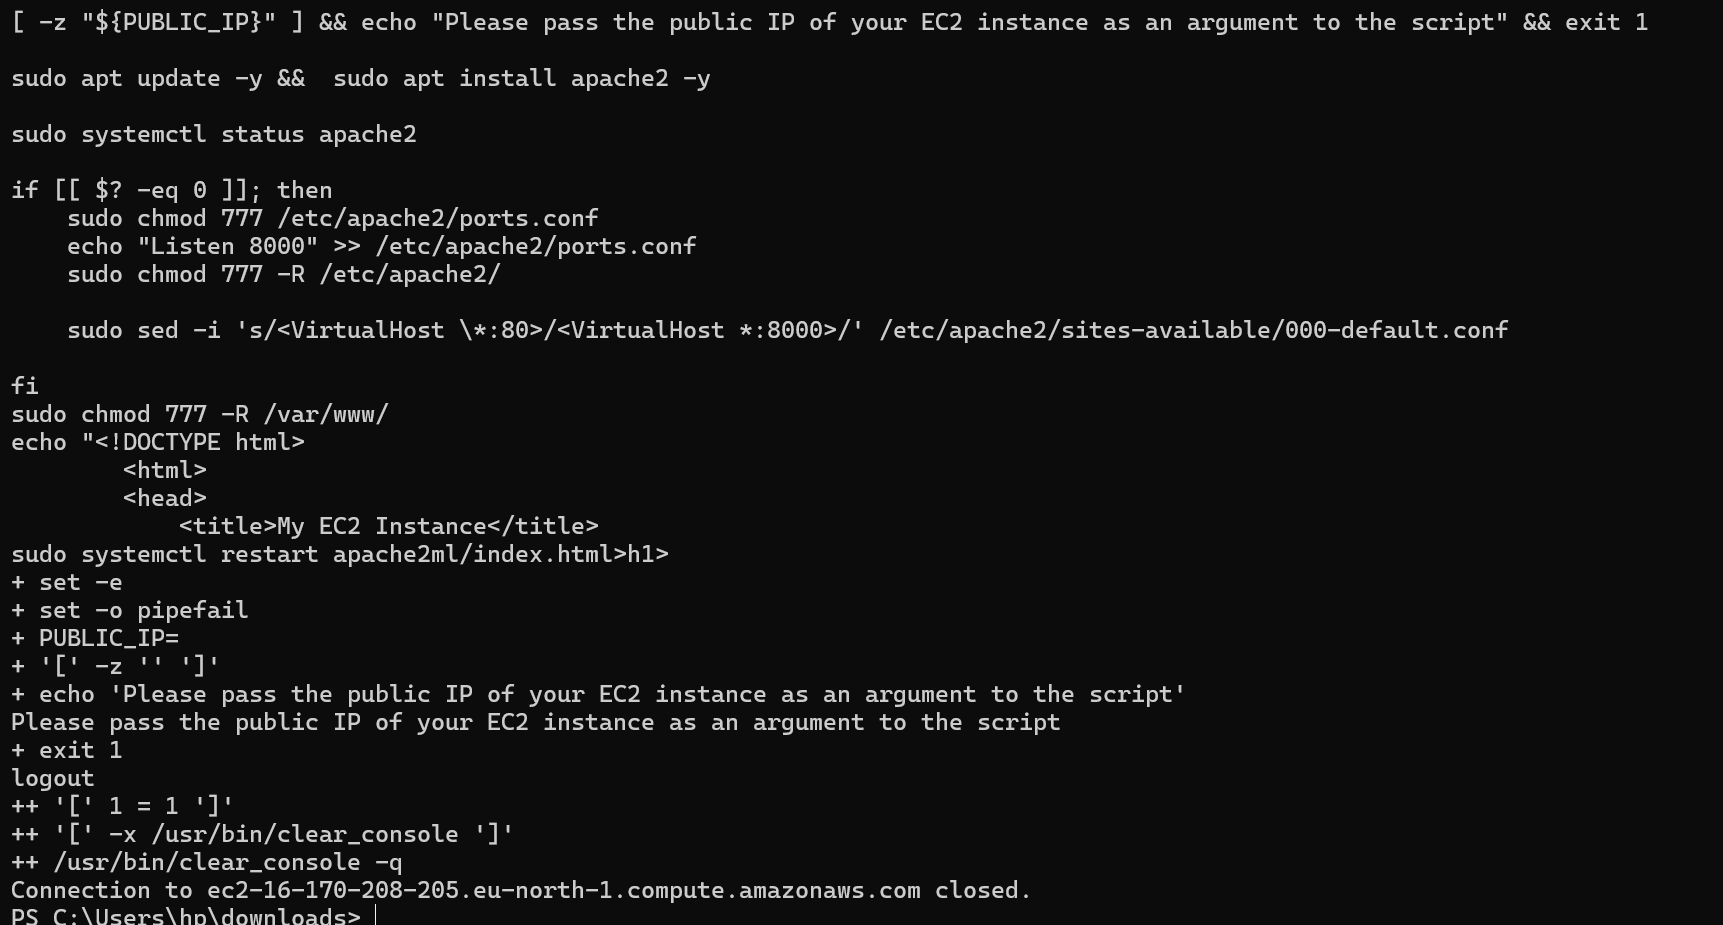 [ -z "${PUBLIC_IP}" ] && echo "Please pass the public IP of your EC2 instance as an argument to the script" && exit 1
sudo apt update -y &&  sudo apt install apache2 -y
sudo systemctl status apache2
if [[ $? -eq 0 ]]; then
    sudo chmod 777 /etc/apache2/ports.conf
    echo "Listen 8000" >> /etc/apache2/ports.conf
    sudo chmod 777 -R /etc/apache2/
    sudo sed -i 's/<VirtualHost \*:80>/<VirtualHost *:8000>/' /etc/apache2/sites-available/000-default.conf
fi
sudo chmod 777 -R /var/www/
echo "<!DOCTYPE html>
        <html>
        <head>
            <title>My EC2 Instance</title>
sudo systemctl restart apache2ml/index.html>h1>
+ set -e
+ set -o pipefail
+ PUBLIC_IP=
+ '[' -z '' ']'
+ echo 'Please pass the public IP of your EC2 instance as an argument to the script'
Please pass the public IP of your EC2 instance as an argument to the script
+ exit 1
logout
++ '[' 1 = 1 ']'
++ '[' -x /usr/bin/clear_console ']'
++ /usr/bin/clear_console -q
Connection to ec2-16-170-208-205.eu-north-1.compute.amazonaws.com closed.
PS C:\Users\hp\downloads>